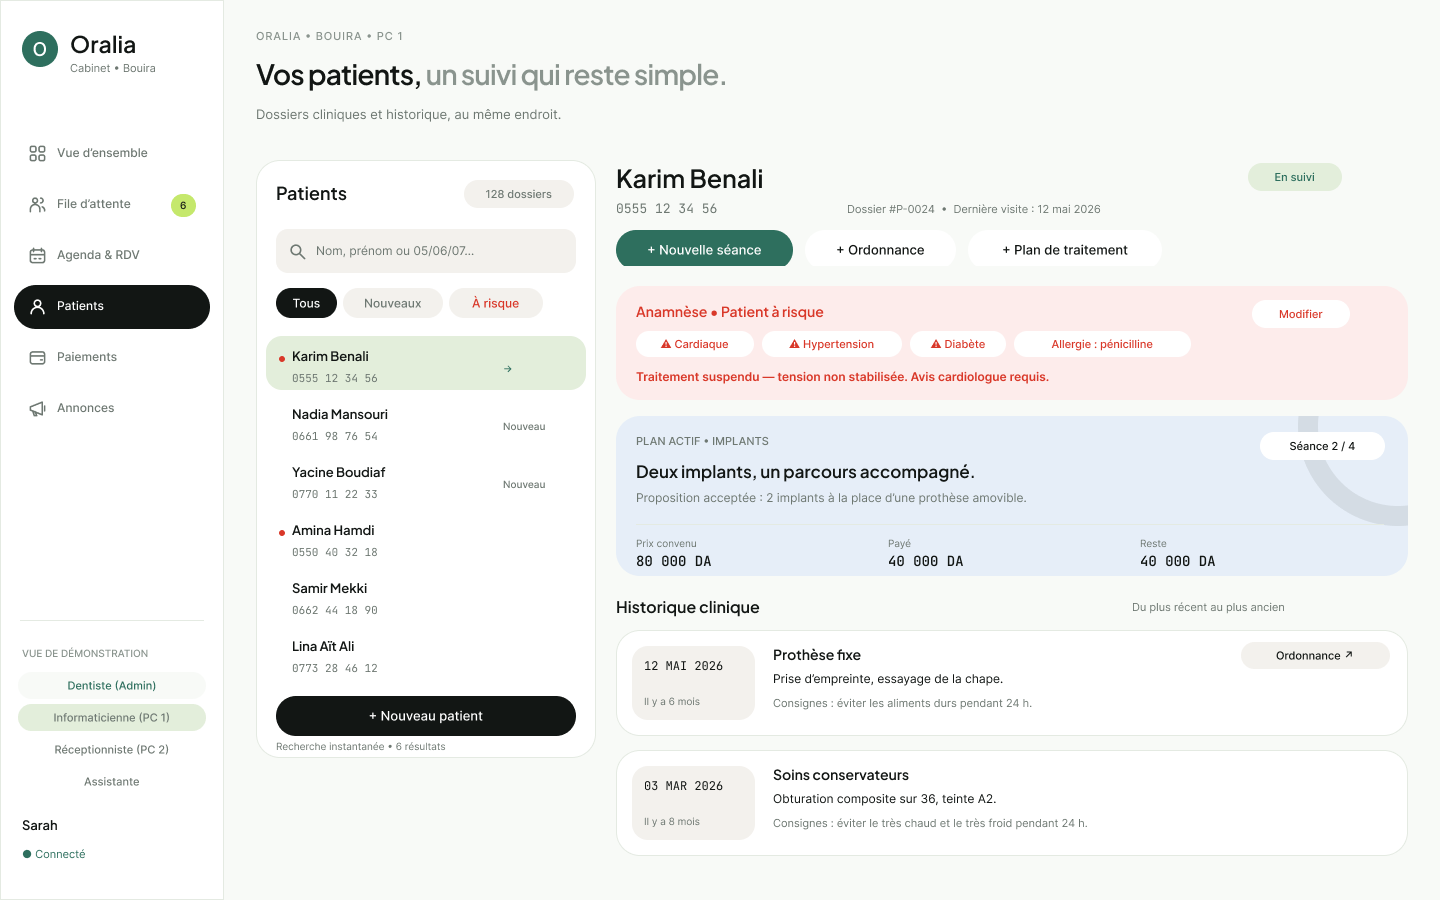 O
Oralia
Cabinet • Bouira
Vue d’ensemble
File d’attente
6
Agenda & RDV
Patients
Paiements
Annonces
VUE DE DÉMONSTRATION
Dentiste (Admin)
Informaticienne (PC 1)
Réceptionniste (PC 2)
Assistante
Sarah
Connecté
ORALIA • BOUIRA • PC 1
Vos patients, un suivi qui reste simple.
Dossiers cliniques et historique, au même endroit.
Patients
128 dossiers
Nom, prénom ou 05/06/07…
Tous
Nouveaux
À risque
Karim Benali
0555 12 34 56
→
Nadia Mansouri
0661 98 76 54
Nouveau
Yacine Boudiaf
0770 11 22 33
Nouveau
Amina Hamdi
0550 40 32 18
Samir Mekki
0662 44 18 90
Lina Aït Ali
0773 28 46 12
+ Nouveau patient
Recherche instantanée • 6 résultats
Karim Benali
En suivi
0555 12 34 56
Dossier #P-0024 • Dernière visite : 12 mai 2026
+ Nouvelle séance
+ Ordonnance
+ Plan de traitement
Anamnèse • Patient à risque
Modifier
⚠ Cardiaque
⚠ Hypertension
⚠ Diabète
Allergie : pénicilline
Traitement suspendu — tension non stabilisée. Avis cardiologue requis.
PLAN ACTIF • IMPLANTS
Séance 2 / 4
Deux implants, un parcours accompagné.
Proposition acceptée : 2 implants à la place d’une prothèse amovible.
Prix convenu
80 000 DA
Payé
40 000 DA
Reste
40 000 DA
Historique clinique
Du plus récent au plus ancien
12 MAI 2026
Il y a 6 mois
Prothèse fixe
Prise d’empreinte, essayage de la chape.
Consignes : éviter les aliments durs pendant 24 h.
Ordonnance ↗
03 MAR 2026
Il y a 8 mois
Soins conservateurs
Obturation composite sur 36, teinte A2.
Consignes : éviter le très chaud et le très froid pendant 24 h.